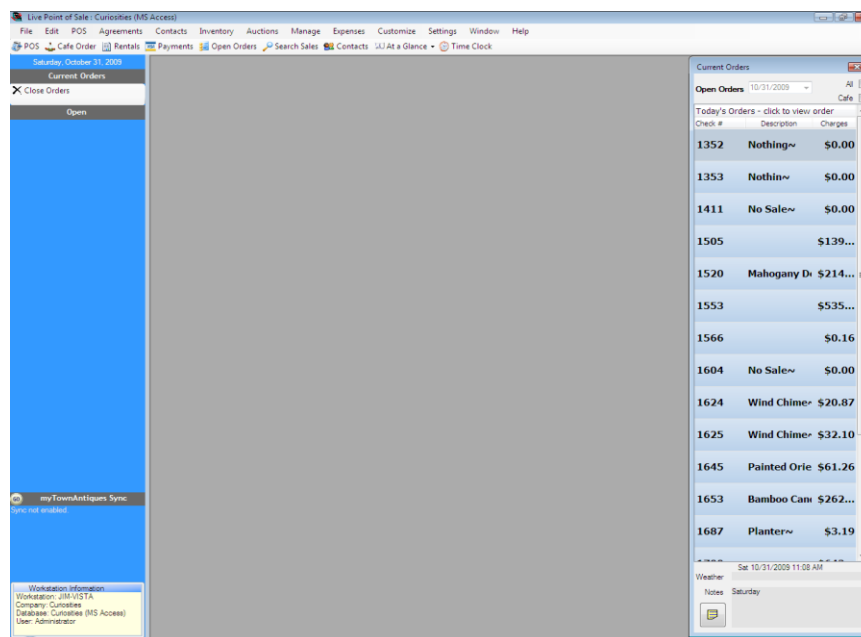 Live Point of Sale : Curiosities (MS Access)
File Edit POS Agreements Contacts Inventory Auctions Manage Expenses Customize Settings Window Help
POS Cafe Order Rentals Payments Open Orders Search Sales Contacts At a Glance Time Clock
Saturday, October 31, 2009
Current Orders
Close Orders
Open
myTownAntiques Sync
Sync not enabled.
Workstation Information
Workstation: JIM-VISTA
Company: Curiosities
Database: Curiosities (MS Access)
User: Administrator
Current Orders
Open Orders 10/31/2009 All
Cafe
Today's Orders - click to view order
Check # Description Charges
1352 Nothing~ $0.00
1353 Nothin~ $0.00
1411 No Sale~ $0.00
1505 $139...
1520 Mahogany D $214...
1553 $535...
1566 $0.16
1604 No Sale~ $0.00
1624 Wind Chime~ $20.87
1625 Wind Chime~ $32.10
1645 Painted Orie $61.26
1653 Bamboo Can $262...
1687 Planter~ $3.19
Sat 10/31/2009 11:08 AM
Weather
Notes Saturday